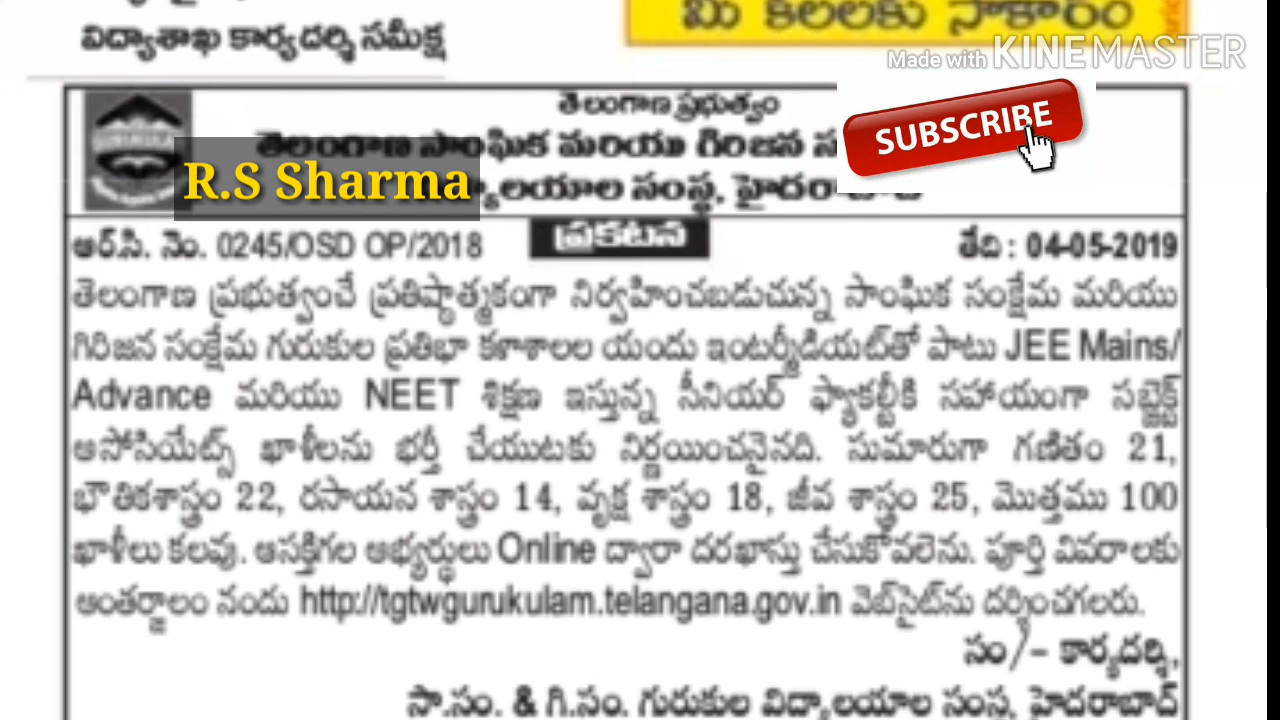 విద్యాశాఖ కార్యదర్శి సమీక్ష
మీ కలలకు సాకారం
Made with KINEMASTER
తెలంగాణ ప్రభుత్వం
తెలంగాణ సాంఘిక మరియు గిరిజన
SUBSCRIBE
R.S Sharma
సంస్థ, హైదరాబాద్
ఆర్.సి. నెం. 0245/OSD OP/2018
ప్రకటన
తేది : 04-05-2019
తెలంగాణ ప్రభుత్వంచే ప్రతిష్ఠాత్మకంగా నిర్వహించబడుచున్న సాంఘిక సంక్షేమ మరియు
గిరిజన సంక్షేమ గురుకుల ప్రతిభా కళాశాలల యందు ఇంటర్మీడియట్‌తో పాటు JEE Mains/
Advance మరియు NEET శిక్షణ ఇస్తున్న సీనియర్ ఫ్యాకల్టీకి సహాయంగా సబ్జెక్ట్
అసోసియేట్స్ ఖాళీలను భర్తీ చేయుటకు నిర్ణయించనైనది. సుమారుగా గణితం 21,
భౌతికశాస్త్రం 22, రసాయన శాస్త్రం 14, వృక్ష శాస్త్రం 18, జీవ శాస్త్రం 25, మొత్తము 100
ఖాళీలు కలవు. ఆసక్తిగల అభ్యర్థులు Online ద్వారా దరఖాస్తు చేసుకోవలెను. పూర్తి వివరాలకు
అంతర్జాలం నందు http://tgtwgurukulam.telangana.gov.in వెబ్‌సైట్‌ను దర్శించగలరు.
సం/- కార్యదర్శి,
సా.సం. & గి.సం. గురుకుల విద్యాలయాల సంస్థ, హైదరాబాద్